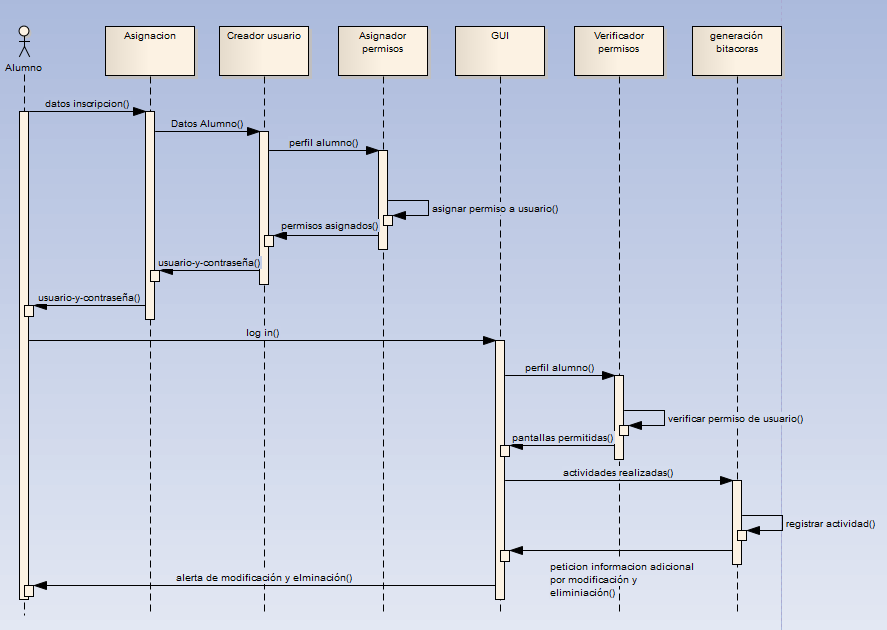 Alumno
Asignacion
Creador usuario
Asignador
permisos
GUI
Verificador
permisos
generación
bitacoras
datos inscripcion()
Datos Alumno()
perfil alumno()
asignar permiso a usuario()
permisos asignados()
usuario-y-contraseña()
usuario-y-contraseña()
log in()
perfil alumno()
verificar permiso de usuario()
pantallas permitidas()
actividades realizadas()
registrar actividad()
peticion informacion adicional
por modificación y
eliminiación()
alerta de modificación y elminación()